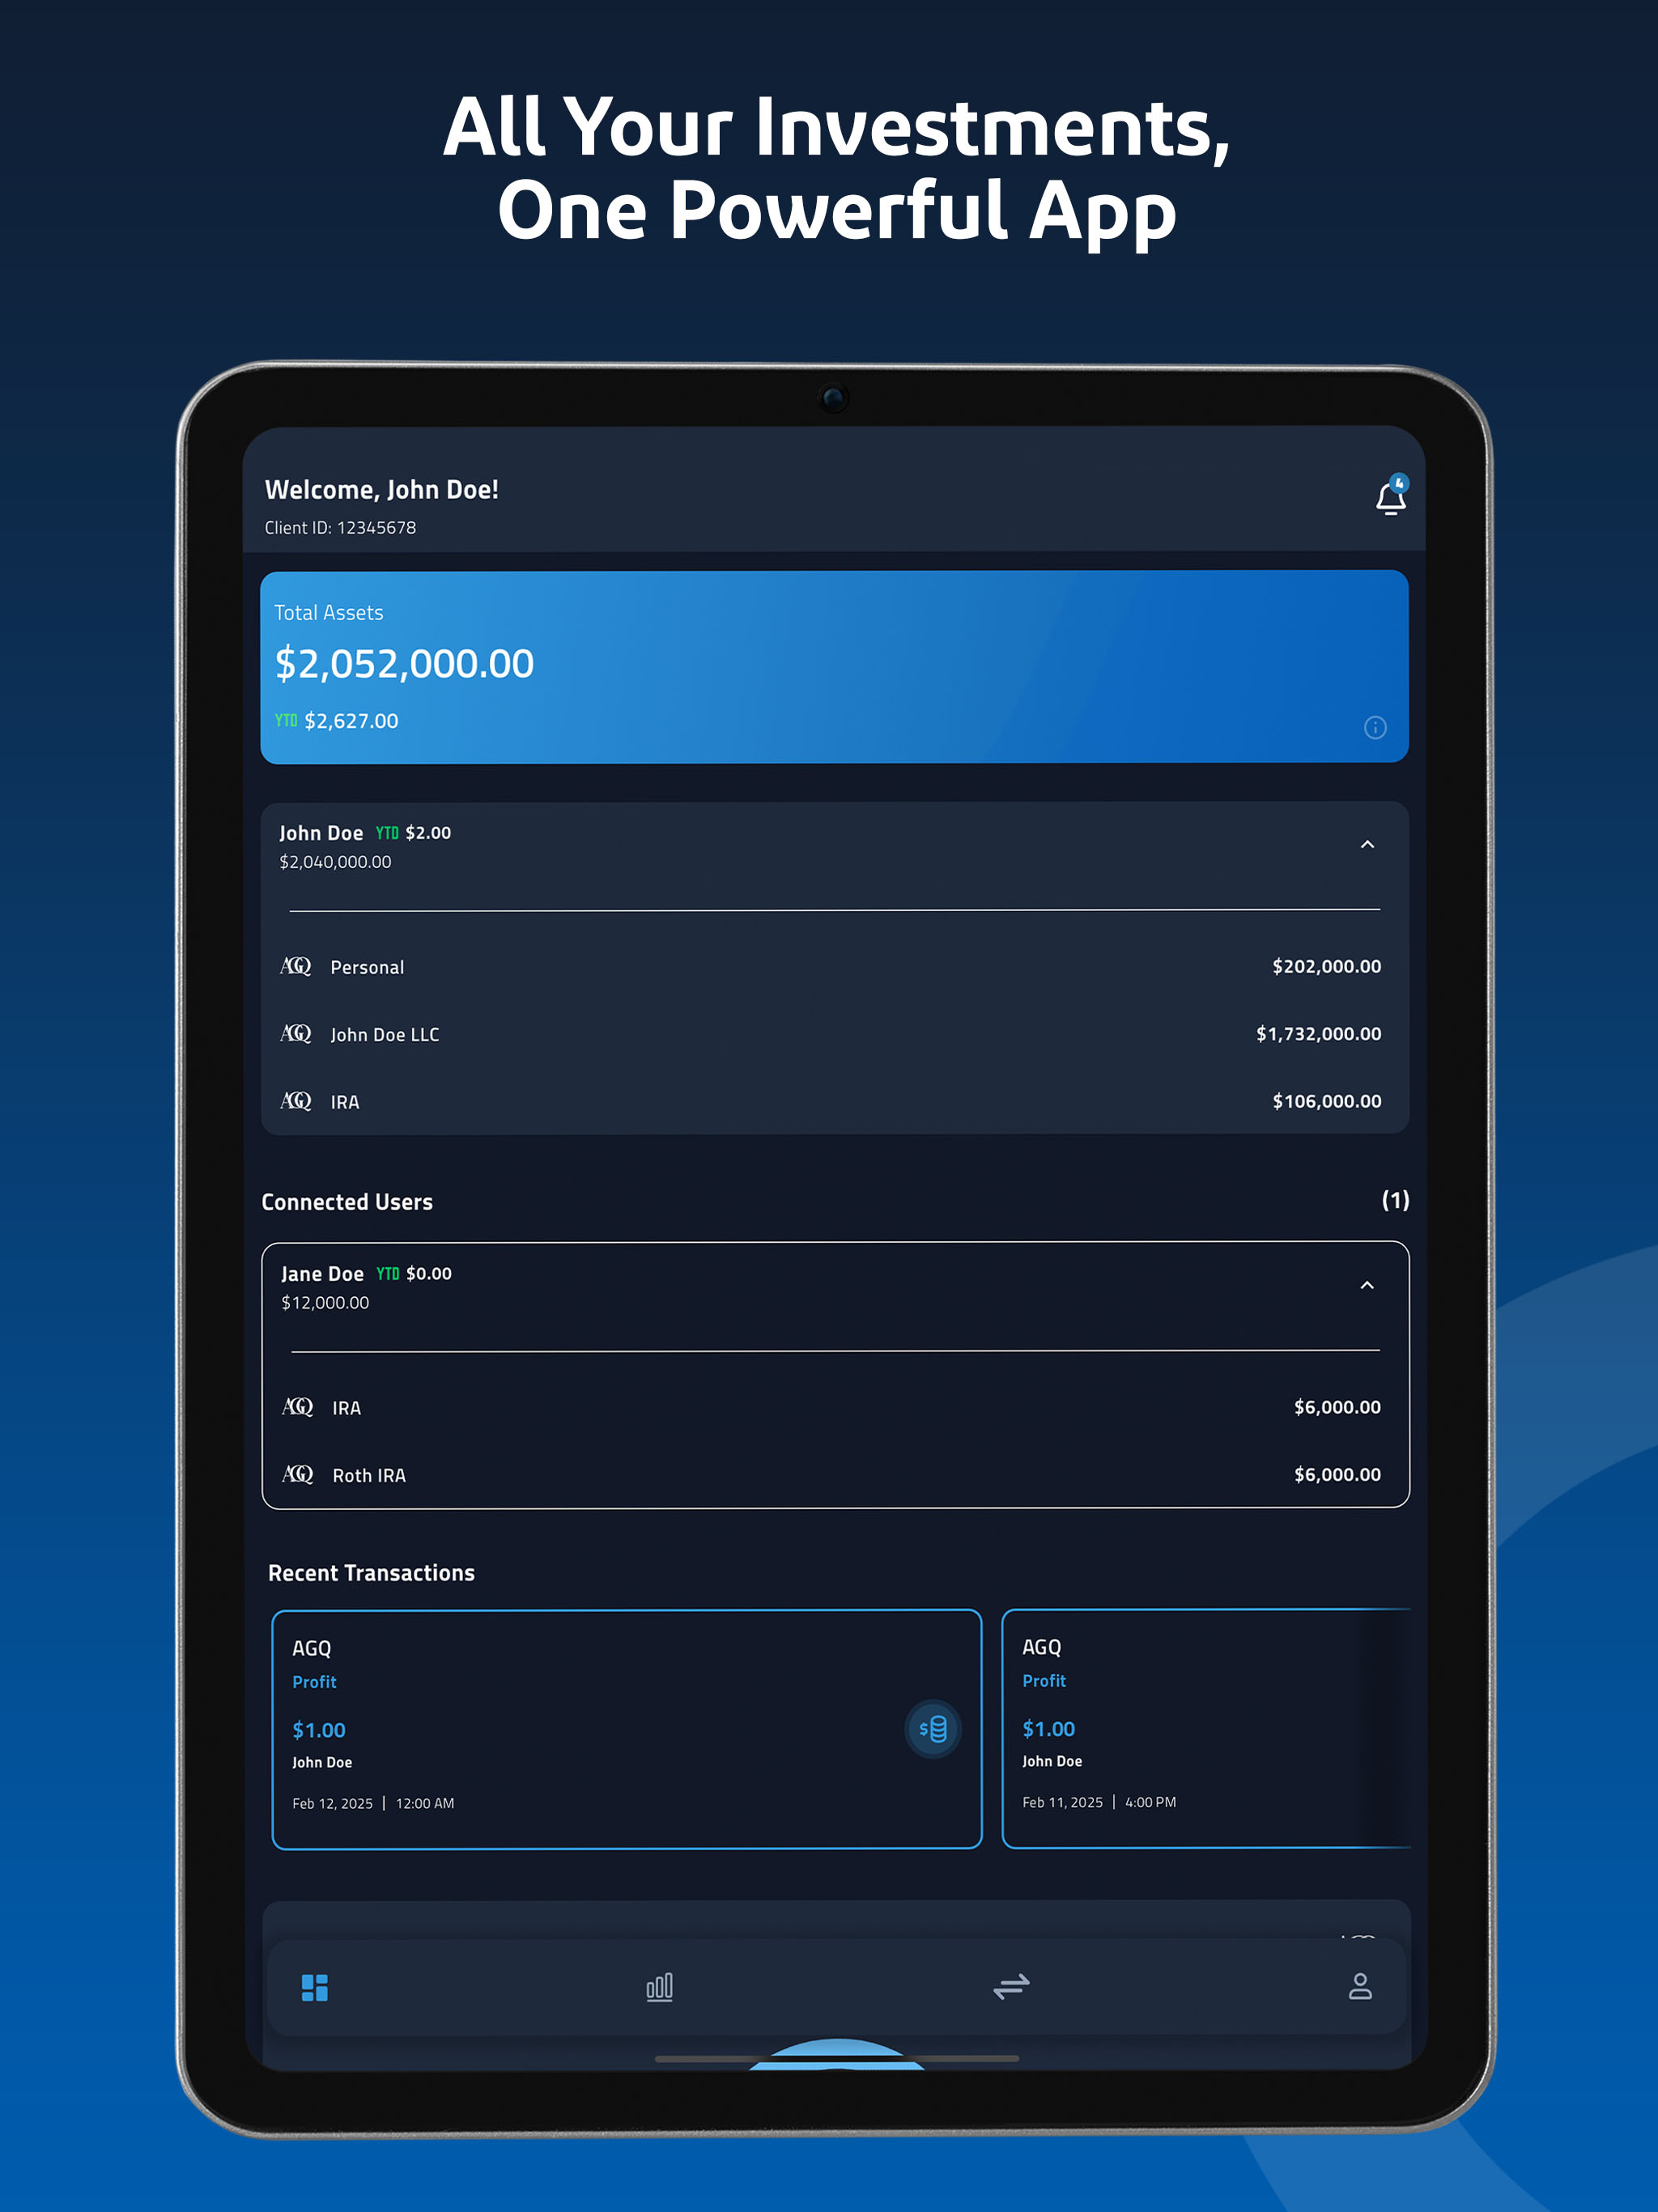 All Your Investments,
One Powerful App
Welcome, John Doe!
4
Client ID: 12345678
Total Assets
$2,052,000.00
YTD $2,627.00
John Doe YTD $2.00
$2,040,000.00
AGQ Personal $202,000.00
AGQ John Doe LLC $1,732,000.00
AGQ IRA $106,000.00
Connected Users (1)
Jane Doe YTD $0.00
$12,000.00
AGQ IRA $6,000.00
AGQ Roth IRA $6,000.00
Recent Transactions
AGQ
Profit
$1.00
John Doe
Feb 12, 2025 | 12:00 AM
AGQ
Profit
$1.00
John Doe
Feb 11, 2025 | 4:00 PM